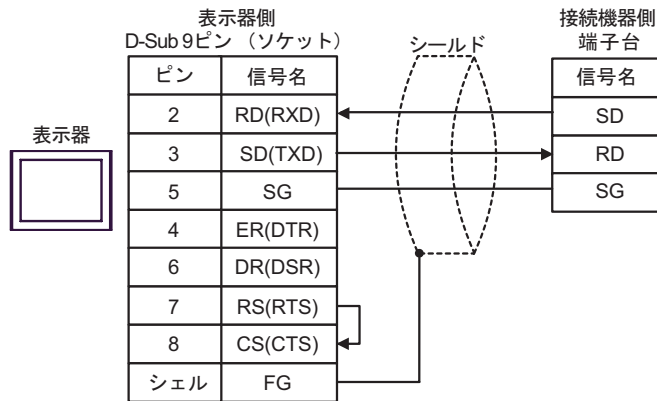 表示器側
D-Sub 9ピン （ソケット）
シールド
接続機器側
端子台
表示器
ピン 信号名
2 RD(RXD)
3 SD(TXD)
5 SG
4 ER(DTR)
6 DR(DSR)
7 RS(RTS)
8 CS(CTS)
シェル FG
信号名
SD
RD
SG